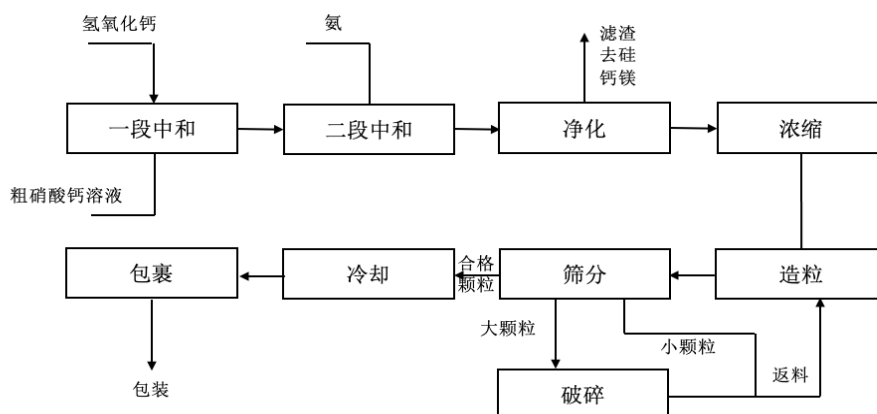 氢氧化钙
氨
滤渣
去硅
钙镁
一段中和
二段中和
净化
浓缩
粗硝酸钙溶液
包裹
冷却
合格
颗粒
筛分
造粒
大颗粒
小颗粒
返料
包装
破碎